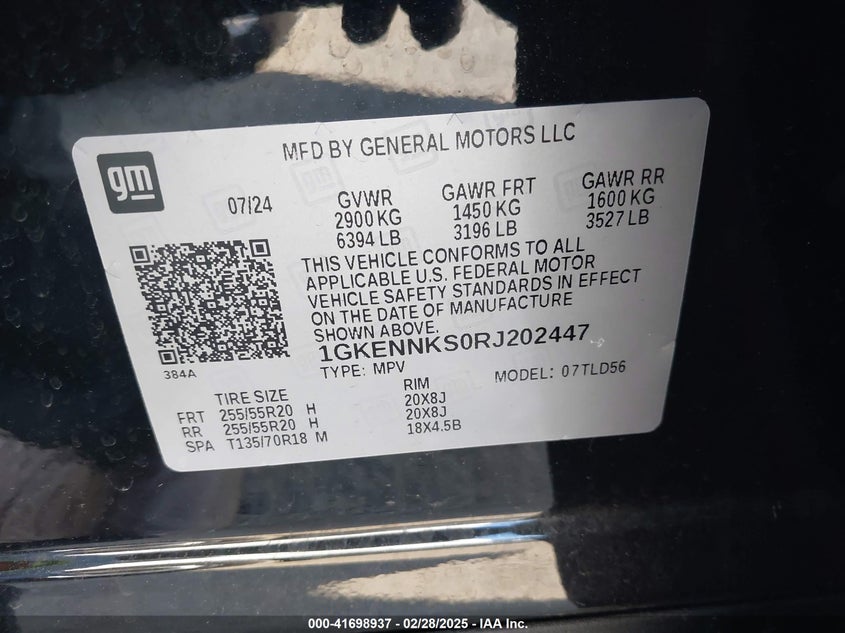 MFD BY GENERAL MOTORS LLC
gm
07/24
GVWR
2900 KG
6394 LB
GAWR FRT
1450 KG
3196 LB
GAWR RR
1600 KG
3527 LB
THIS VEHICLE CONFORMS TO ALL
APPLICABLE U.S. FEDERAL MOTOR
VEHICLE SAFETY STANDARDS IN EFFECT
ON THE DATE OF MANUFACTURE
SHOWN ABOVE.
1GKENNKS0RJ202447
384A
TYPE: MPV
MODEL: 07TLD56
TIRE SIZE
RIM
FRT 255/55R20 H 20X8J
RR 255/55R20 H 20X8J
SPA T135/70R18 M 18X4.5B
000-41698937 - 02/28/2025 - IAA Inc.